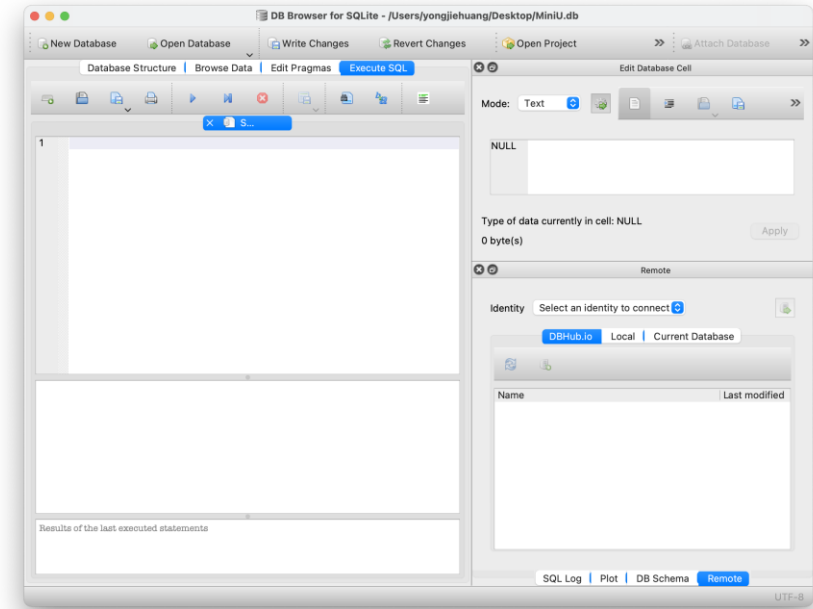 DB Browser for SQLite - /Users/yongjiehuang/Desktop/MiniU.db
New Database Open Database Write Changes Revert Changes Open Project » Attach Database »
Database Structure Browse Data Edit Pragmas Execute SQL
S...
1
Results of the last executed statements
Edit Database Cell
Mode: Text »
NULL
Type of data currently in cell: NULL
0 byte(s)
Apply
Remote
Identity Select an identity to connect
DBHub.io Local Current Database
Name Last modified
SQL Log Plot DB Schema Remote
UTF-8